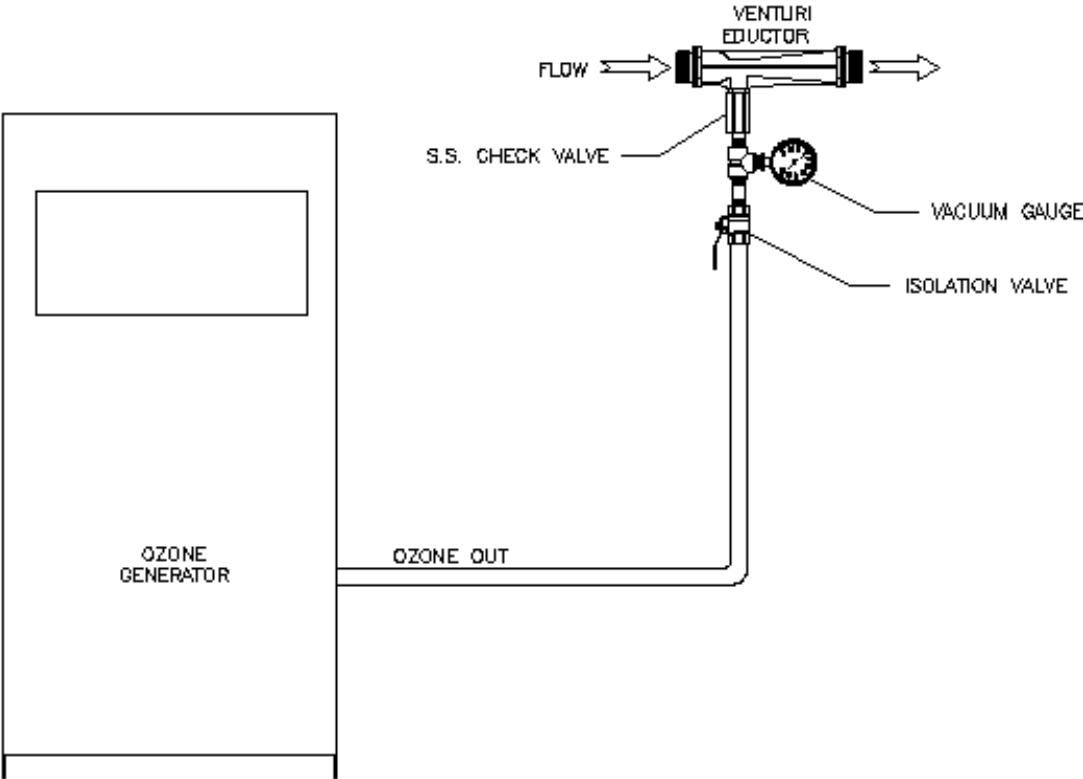 VENTURI
EDUCTOR
FLOW
S.S. CHECK VALVE
VACUUM GAUGE
ISOLATION VALVE
OZONE OUT
OZONE
GENERATOR